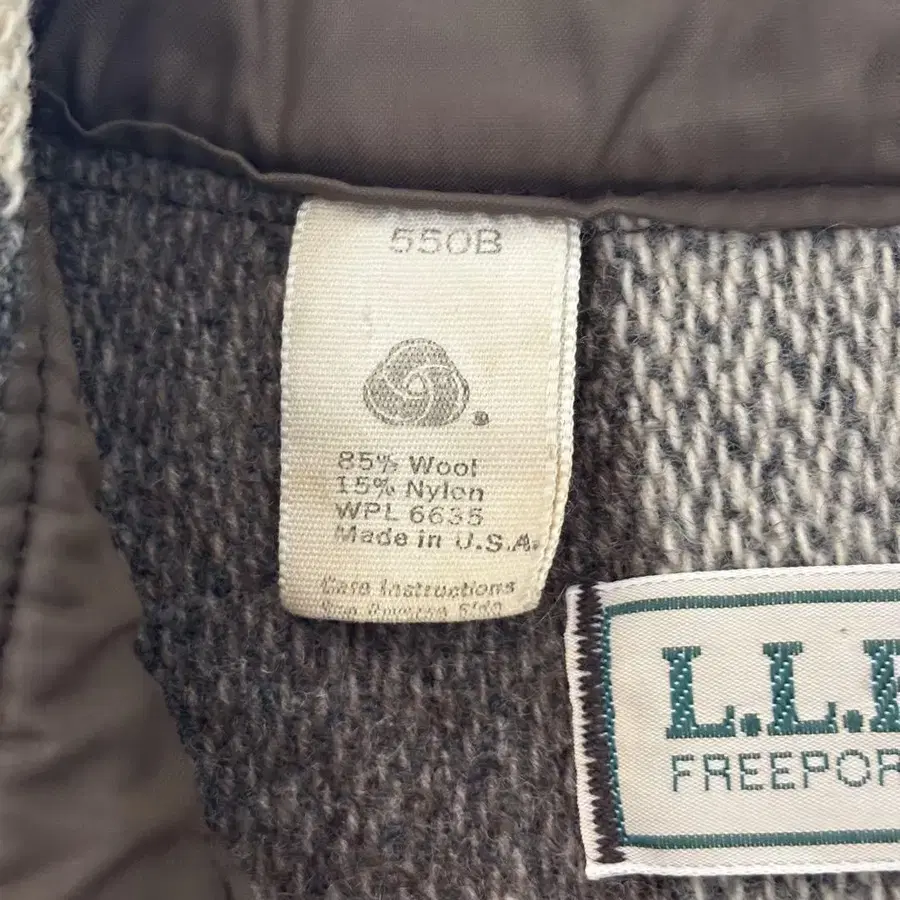 550B
85% Wool
15% Nylon
WPL 6635
Made in U.S.A.
Care Instructions
L.L.
FREEPOR